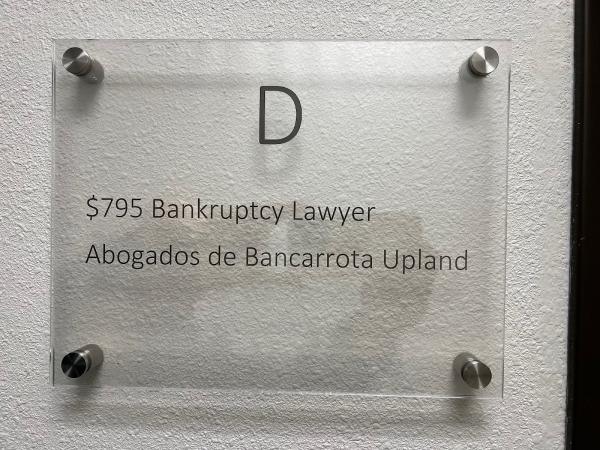 D
$795 Bankruptcy Lawyer
Abogados de Bancarrota Upland